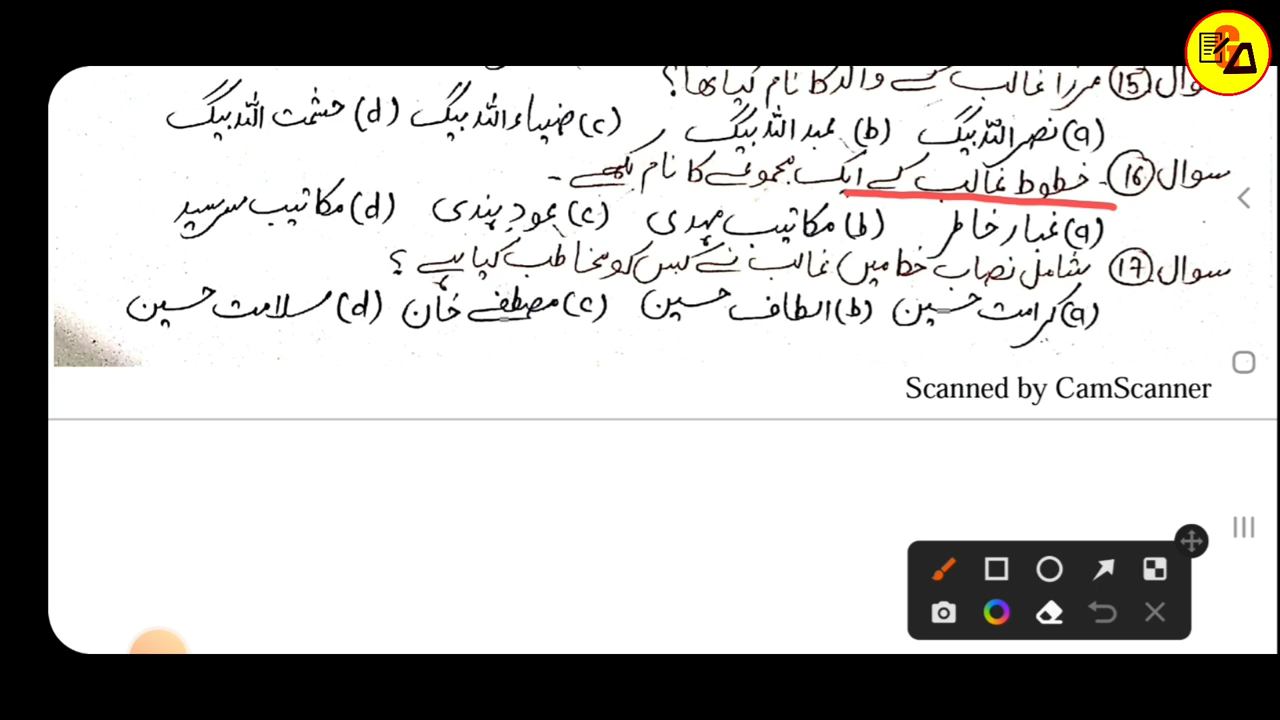 سوال (15) مرزا غالب کے والد کا نام کیا تھا؟
(a) نصر اللہ بیگ (b) عبد اللہ بیگ (c) ضیاء اللہ بیگ (d) حشمت اللہ بیگ
سوال (16) - خطوط غالب کے ایک مجموعے کا نام لکھے -
(a) غبار خاطر (b) مکاتیب مہدی (c) عود ہندی (d) مکاتیب سرسید
سوال (17) شامل نصاب خط میں غالب نے کس کو مخاطب کیا ہے ؟
(a) کرامت حسین (b) الطاف حسین (c) مصطفے خان (d) سلامت حسین
Scanned by CamScanner